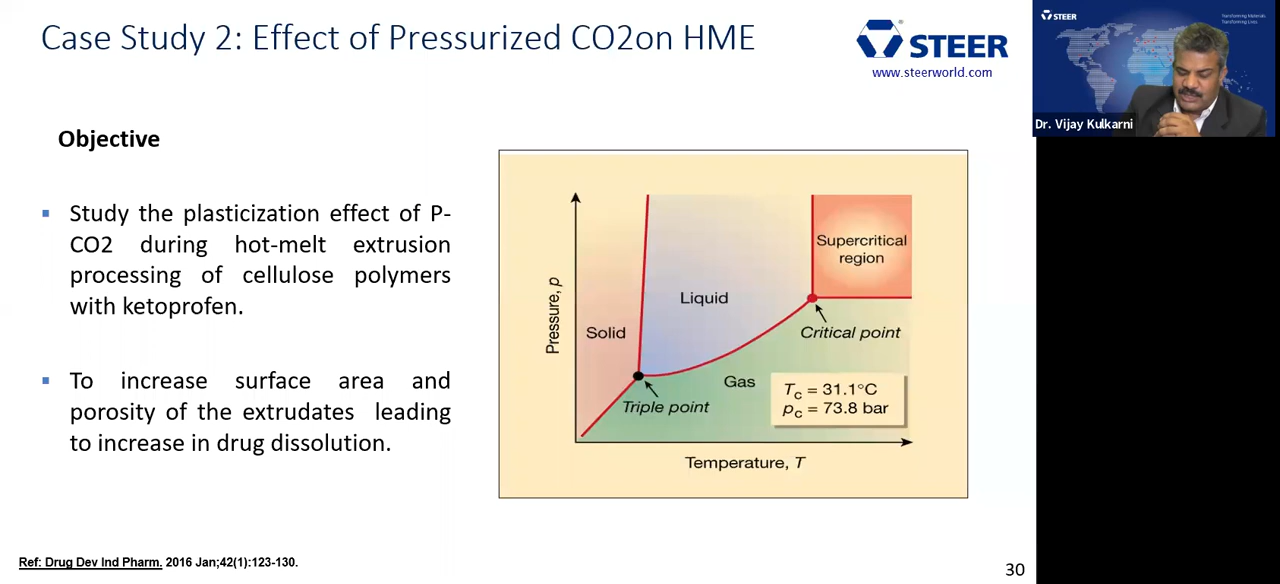 Case Study 2: Effect of Pressurized CO2on HME
STEER
www.steerworld.com
Objective
▪ Study the plasticization effect of P-
CO2 during hot-melt extrusion
processing of cellulose polymers
with ketoprofen.
▪ To increase surface area and
porosity of the extrudates leading
to increase in drug dissolution.
Pressure, p
Solid
Liquid
Supercritical
region
Critical point
Gas
Triple point
Tc = 31.1°C
pc = 73.8 bar
Temperature, T
Ref: Drug Dev Ind Pharm. 2016 Jan;42(1):123-130.
30
STEER
Transforming Materials
Transforming Lives
Dr. Vijay Kulkarni